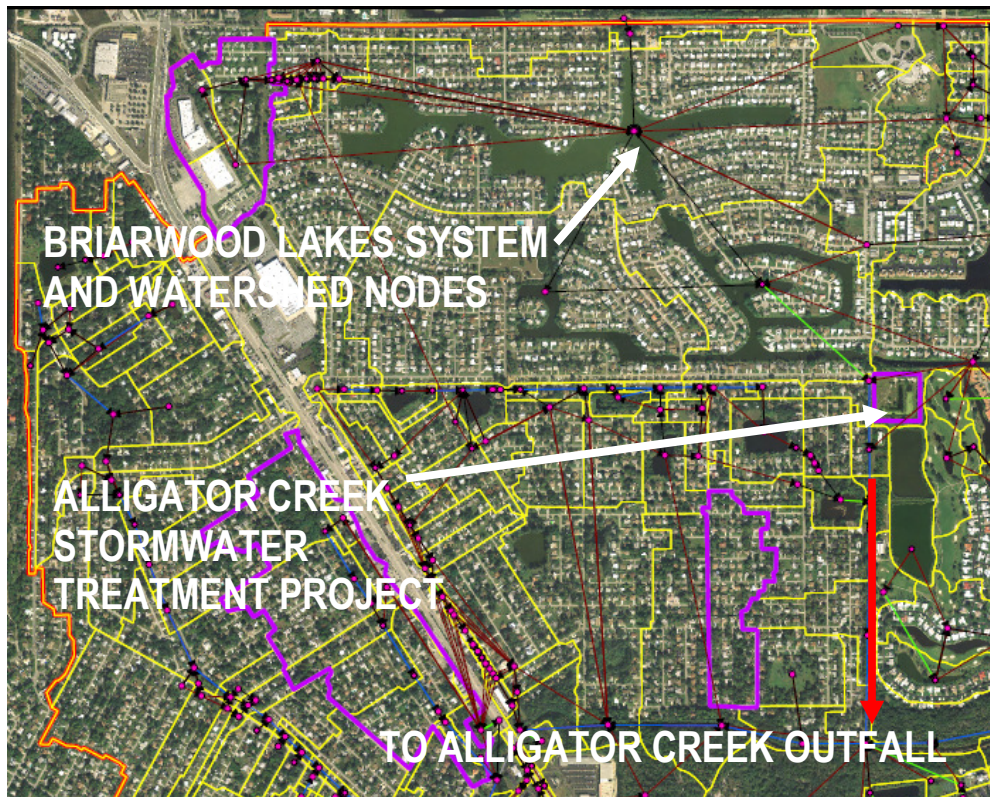 BRIARWOOD LAKES SYSTEM
AND WATERSHED NODES
ALLIGATOR CREEK
STORMWATER
TREATMENT PROJECT
TO ALLIGATOR CREEK OUTFALL